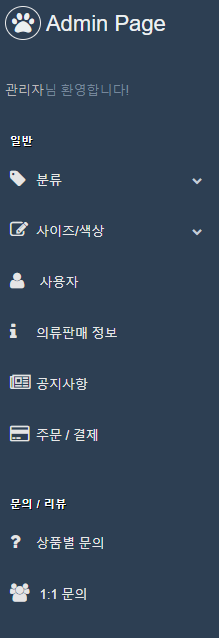 Admin Page
관리자님 환영합니다!
일반
분류
사이즈/색상
사용자
의류판매 정보
공지사항
주문 / 결제
문의 / 리뷰
상품별 문의
1:1 문의